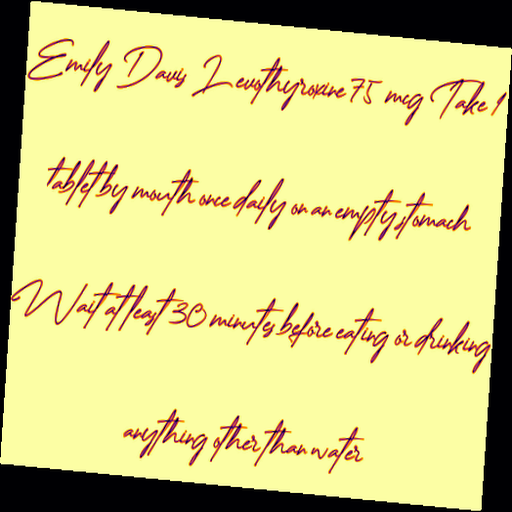 Emily Davis Levothyroxine 75 mcg Take 1
tablet by mouth once daily on an empty stomach
Wait at least 30 minutes before eating or drinking
anything other than water